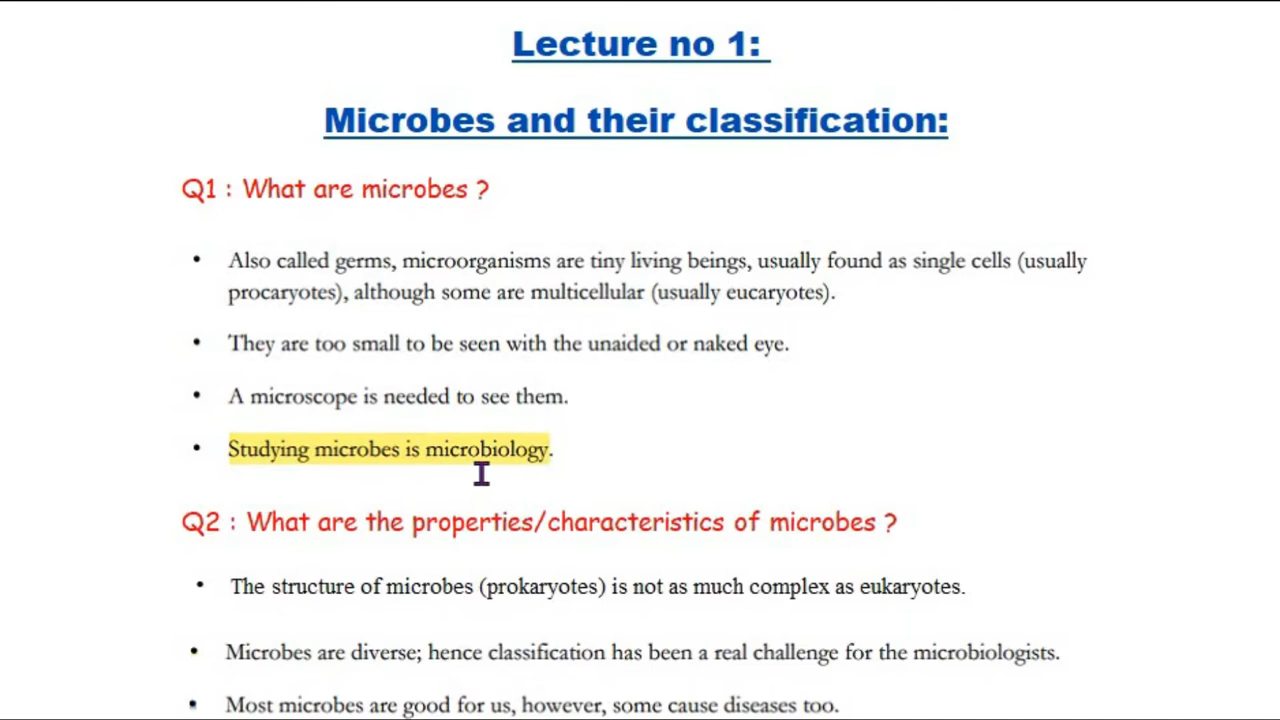 Lecture no 1:
Microbes and their classification:
Q1 : What are microbes ?
• Also called germs, microorganisms are tiny living beings, usually found as single cells (usually
procaryotes), although some are multicellular (usually eucaryotes).
• They are too small to be seen with the unaided or naked eye.
• A microscope is needed to see them.
• Studying microbes is microbiology.
Q2 : What are the properties/characteristics of microbes ?
• The structure of microbes (prokaryotes) is not as much complex as eukaryotes.
• Microbes are diverse; hence classification has been a real challenge for the microbiologists.
• Most microbes are good for us, however, some cause diseases too.